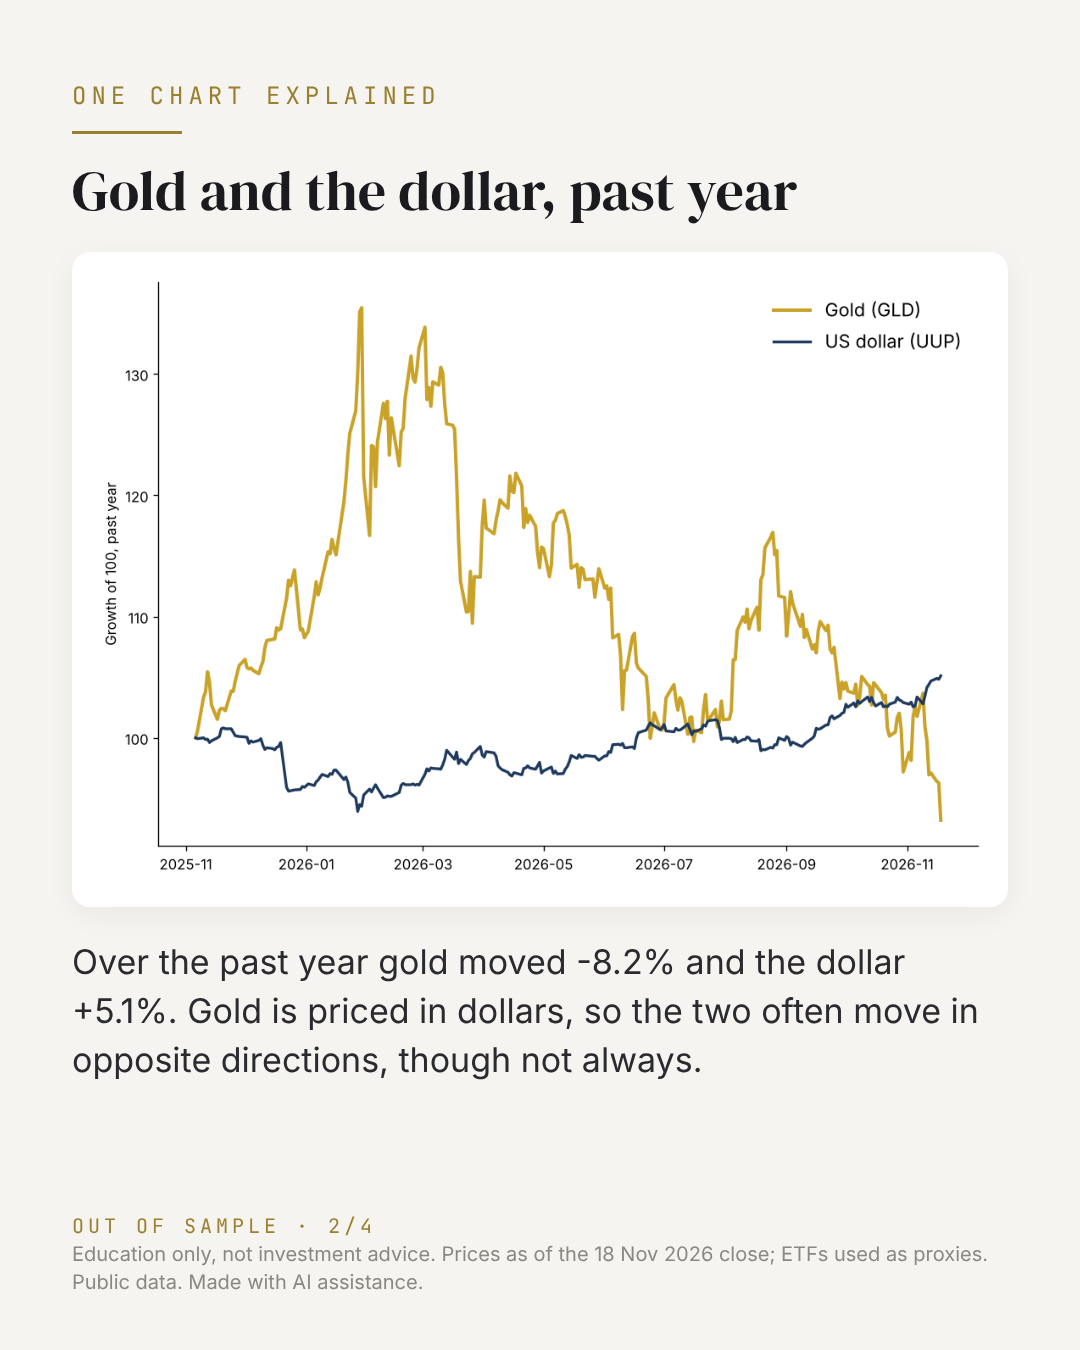 ONE CHART EXPLAINED
Gold and the dollar, past year
Gold (GLD)
US dollar (UUP)
Growth of 100, past year
130
120
110
100
2025-11
2026-01
2026-03
2026-05
2026-07
2026-09
2026-11
Over the past year gold moved -8.2% and the dollar
+5.1%. Gold is priced in dollars, so the two often move in
opposite directions, though not always.
OUT OF SAMPLE · 2/4
Education only, not investment advice. Prices as of the 18 Nov 2026 close; ETFs used as proxies.
Public data. Made with AI assistance.